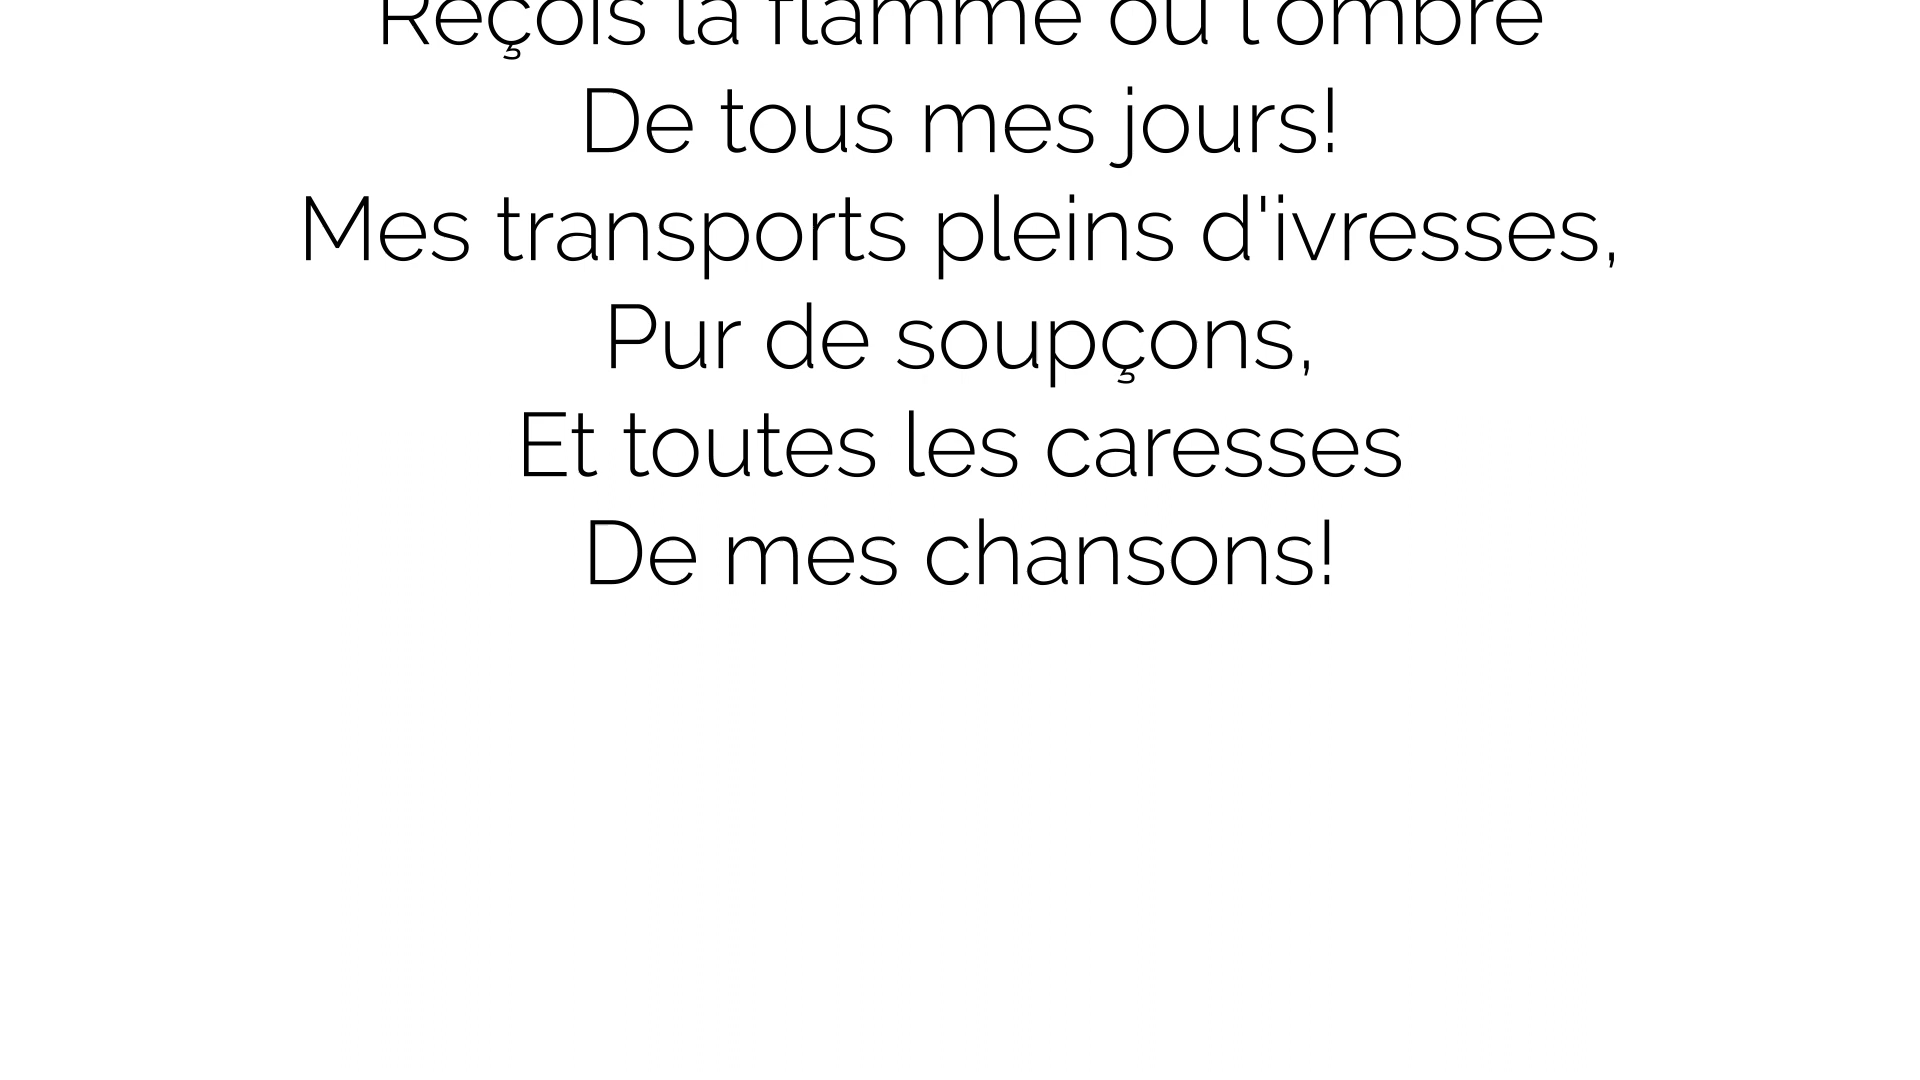 Reçois la flamme ou l'ombre
De tous mes jours!
Mes transports pleins d'ivresses,
Pur de soupçons,
Et toutes les caresses
De mes chansons!